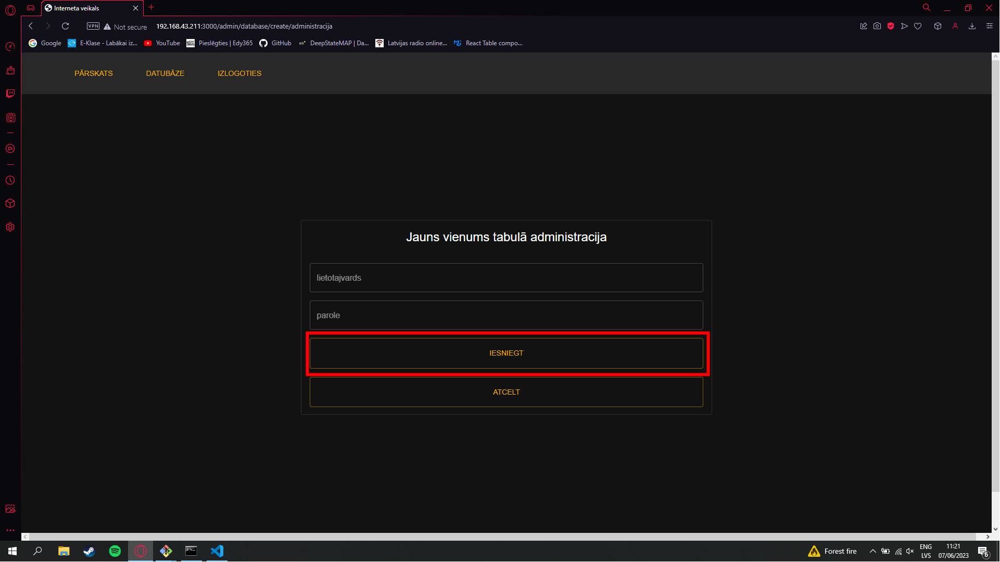 Interneta veikals
VPN Not secure 192.168.43.211:3000/admin/database/create/administracija
Google E-Klase - Labākai iz... YouTube Pieslēgties | Edy365 GitHub DeepStateMAP | Da... Latvijas radio online... React Table compo...
PĀRSKATS DATUBĀZE IZLOGOTIES
Jauns vienums tabulā administracija
lietotajvards
parole
IESNIEGT
ATCELT
Forest fire
ENG
LVS
11:21
07/06/2023
6